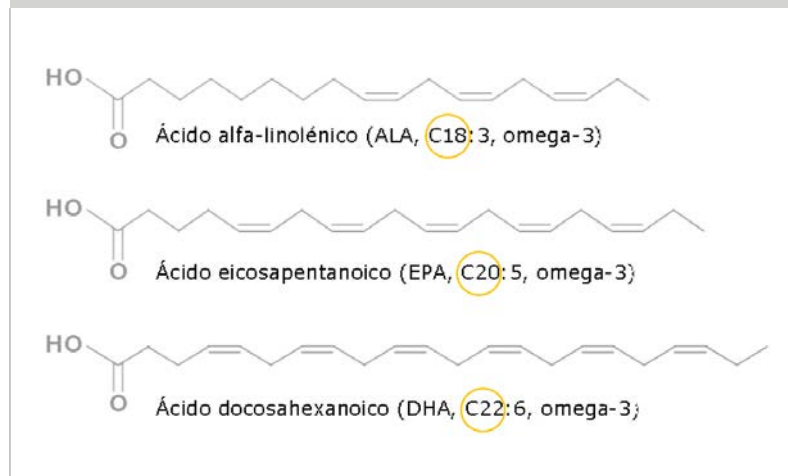 HO
O
Ácido alfa-linolénico (ALA, C18:3, omega-3)
HO
O
Ácido eicosapentanoico (EPA, C20:5, omega-3)
HO
O
Ácido docosahexanoico (DHA, C22:6, omega-3)